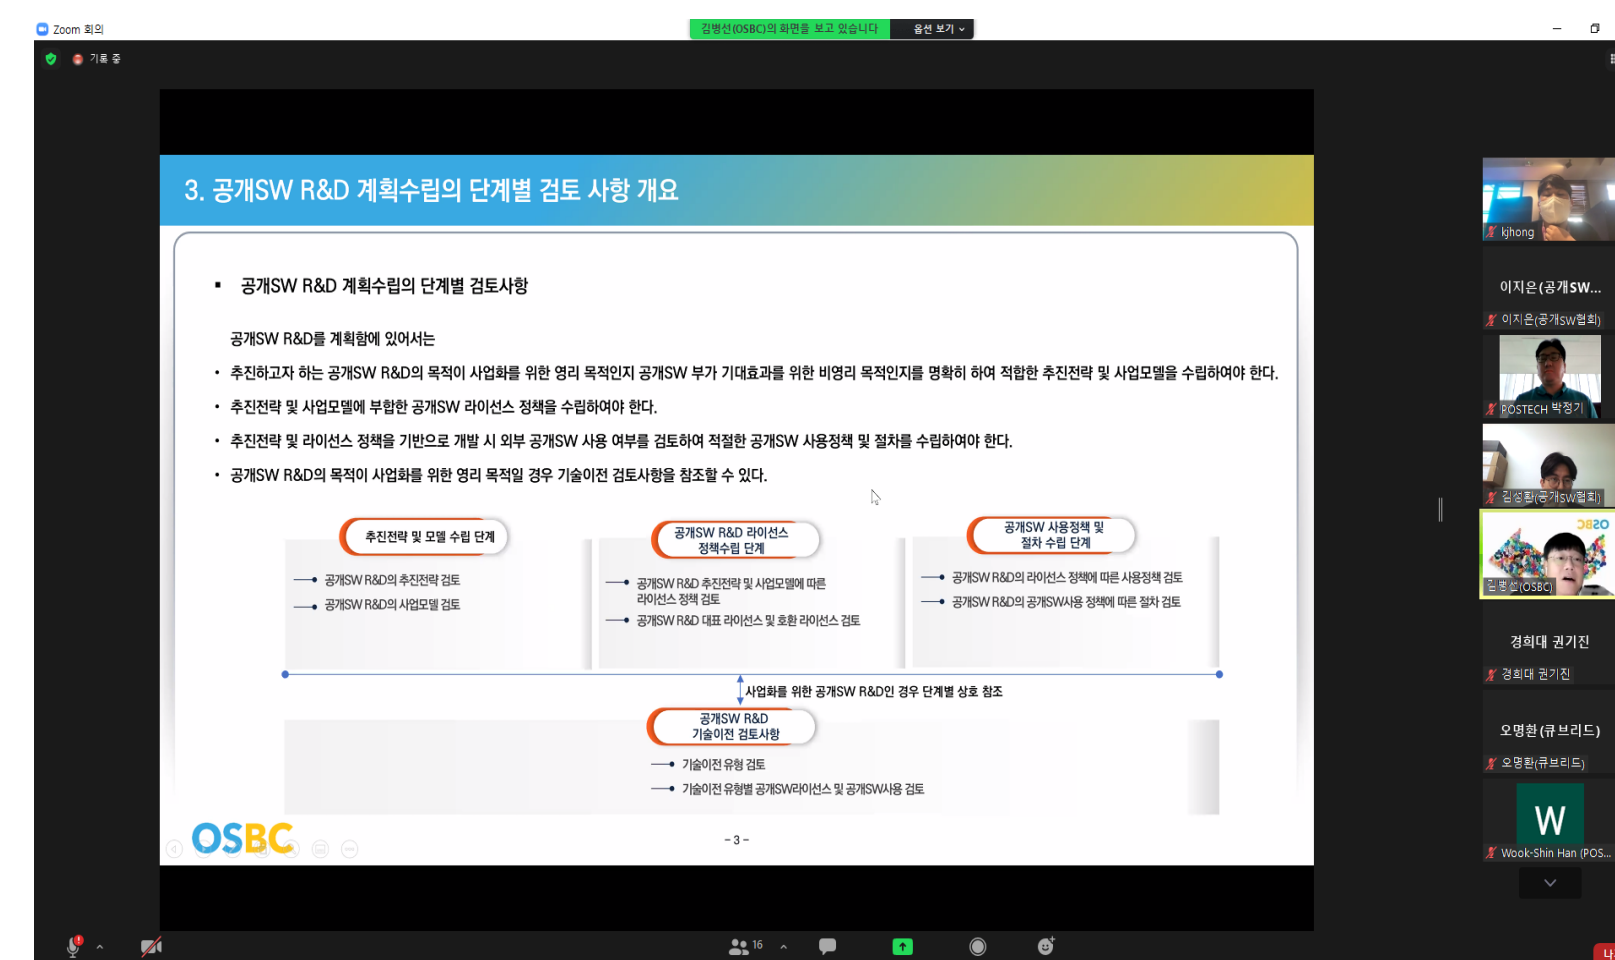 Zoom 회의
김병선(OSBC)의 화면을 보고 있습니다
옵션 보기
기록 중
3. 공개SW R&D 계획수립의 단계별 검토 사항 개요
▪ 공개SW R&D 계획수립의 단계별 검토사항
공개SW R&D를 계획함에 있어서는
• 추진하고자 하는 공개SW R&D의 목적이 사업화를 위한 영리 목적인지 공개SW 부가 기대효과를 위한 비영리 목적인지를 명확히 하여 적합한 추진전략 및 사업모델을 수립하여야 한다.
• 추진전략 및 사업모델에 부합한 공개SW 라이선스 정책을 수립하여야 한다.
• 추진전략 및 라이선스 정책을 기반으로 개발 시 외부 공개SW 사용 여부를 검토하여 적절한 공개SW 사용정책 및 절차를 수립하여야 한다.
• 공개SW R&D의 목적이 사업화를 위한 영리 목적일 경우 기술이전 검토사항을 참조할 수 있다.
추진전략 및 모델 수립 단계
공개SW R&D의 추진전략 검토
공개SW R&D의 사업모델 검토
공개SW R&D 라이선스
정책수립 단계
공개SW R&D 추진전략 및 사업모델에 따른
라이선스 정책 검토
공개SW R&D 대표 라이선스 및 호환 라이선스 검토
공개SW 사용정책 및
절차 수립 단계
공개SW R&D의 라이선스 정책에 따른 사용정책 검토
공개SW R&D의 공개SW사용 정책에 따른 절차 검토
사업화를 위한 공개SW R&D인 경우 단계별 상호 참조
공개SW R&D
기술이전 검토사항
기술이전 유형 검토
기술이전 유형별 공개SW라이선스 및 공개SW사용 검토
OSBC
- 3 -
kjhong
이지은(공개SW...
이지은(공개SW협회)
POSTECH 박정기
김성환(공개SW협회)
OSBC
김병선(OSBC)
경희대 권기진
경희대 권기진
오명환(큐브리드)
오명환(큐브리드)
W
Wook-Shin Han (POS...
16